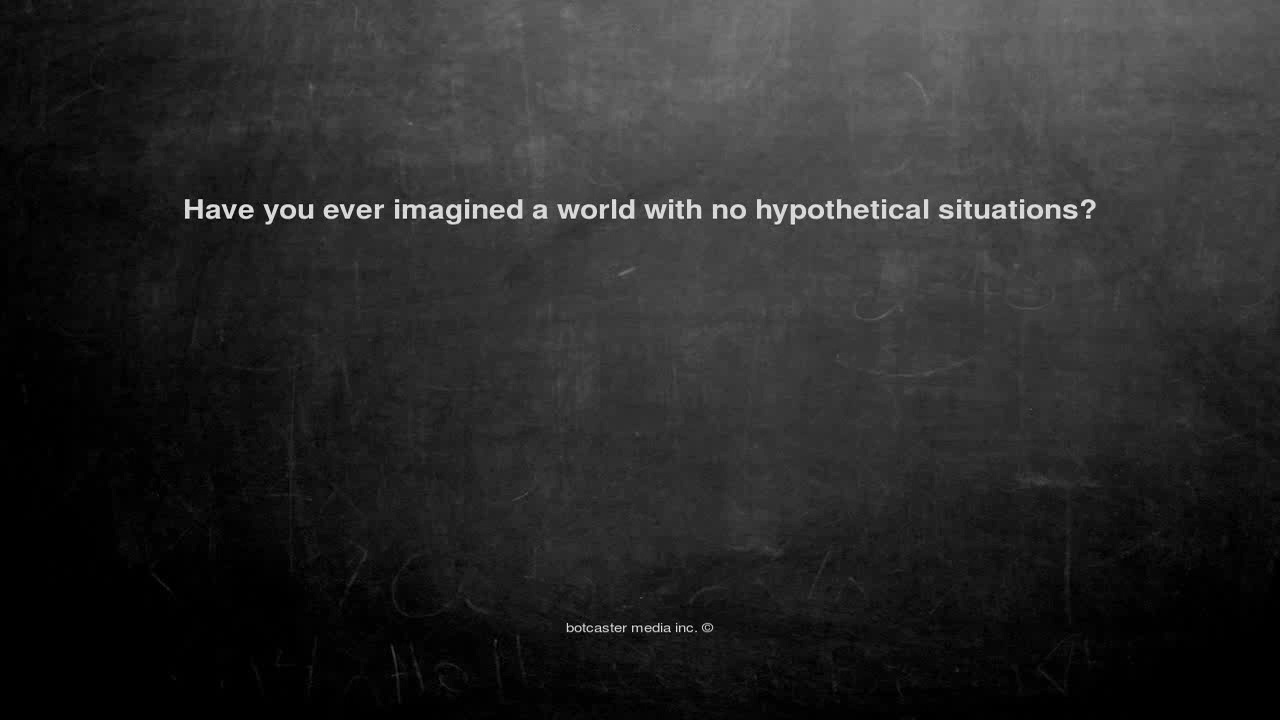 Have you ever imagined a world with no hypothetical situations?
botcaster media inc. ©